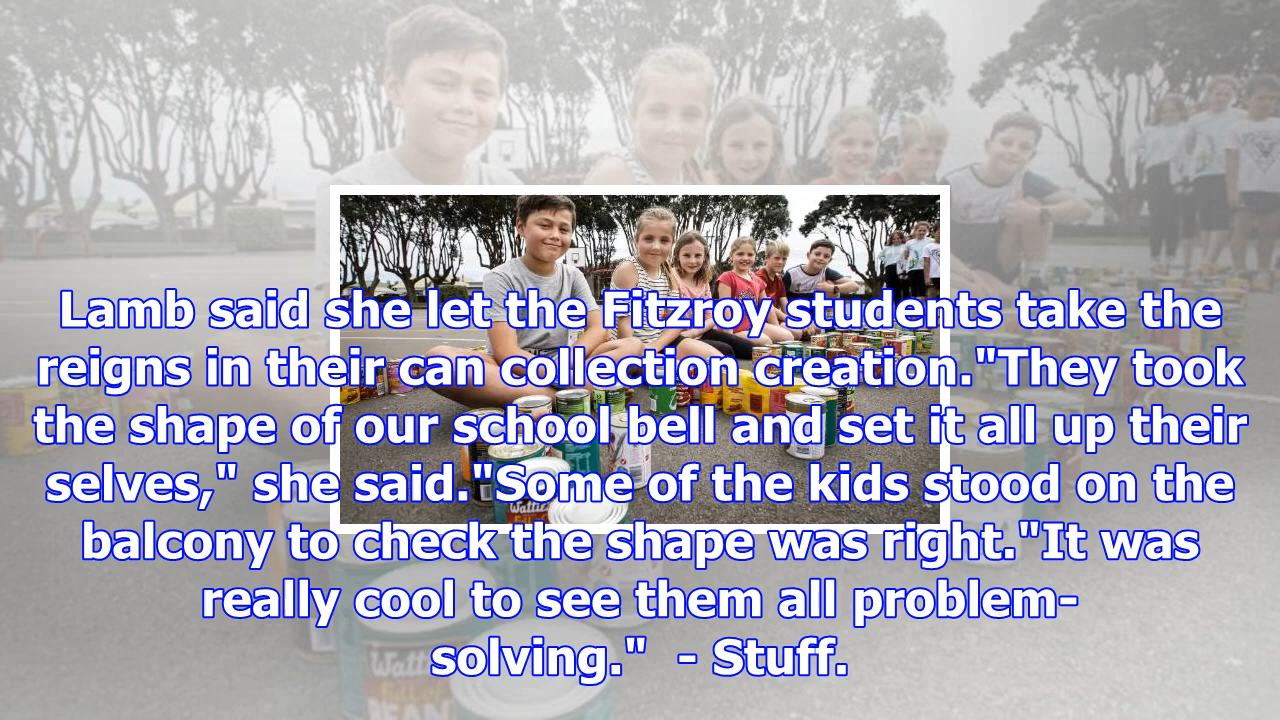 Lamb said she let the Fitzroy students take the
reigns in their can collection creation."They took
the shape of our school bell and set it all up their
selves," she said."Some of the kids stood on the
balcony to check the shape was right."It was
really cool to see them all problem-
solving."  - Stuff.
Wattie's